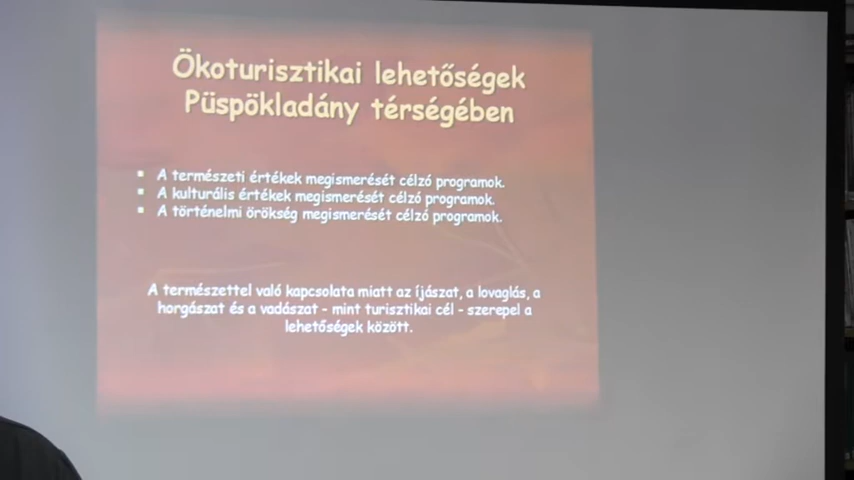 Ökoturisztikai lehetőségek
Püspökladány térségében
A természeti értékek megismerését célzó programok.
A kulturális értékek megismerését célzó programok.
A történelmi örökség megismerését célzó programok.
A természettel való kapcsolata miatt az íjászat, a lovaglás, a
horgászat és a vadászat - mint turisztikai cél - szerepel a
lehetőségek között.